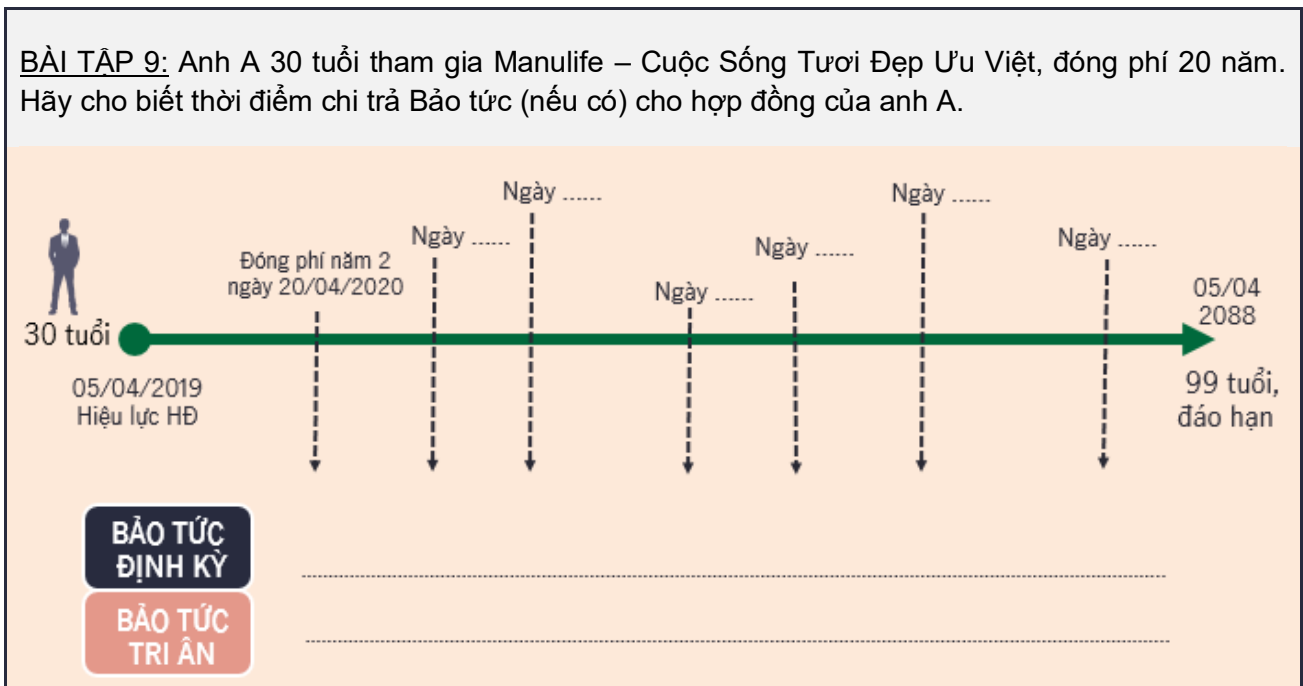 BÀI TẬP 9: Anh A 30 tuổi tham gia Manulife – Cuộc Sống Tươi Đẹp Ưu Việt, đóng phí 20 năm.
Hãy cho biết thời điểm chi trả Bảo tức (nếu có) cho hợp đồng của anh A.
Ngày ......
Ngày ......
Ngày ......
Ngày ......
Ngày ......
Ngày ......
Đóng phí năm 2
ngày 20/04/2020
30 tuổi
05/04/2019
Hiệu lực HĐ
05/04
2088
99 tuổi,
đáo hạn
BẢO TỨC
ĐỊNH KỲ
BẢO TỨC
TRI ÂN